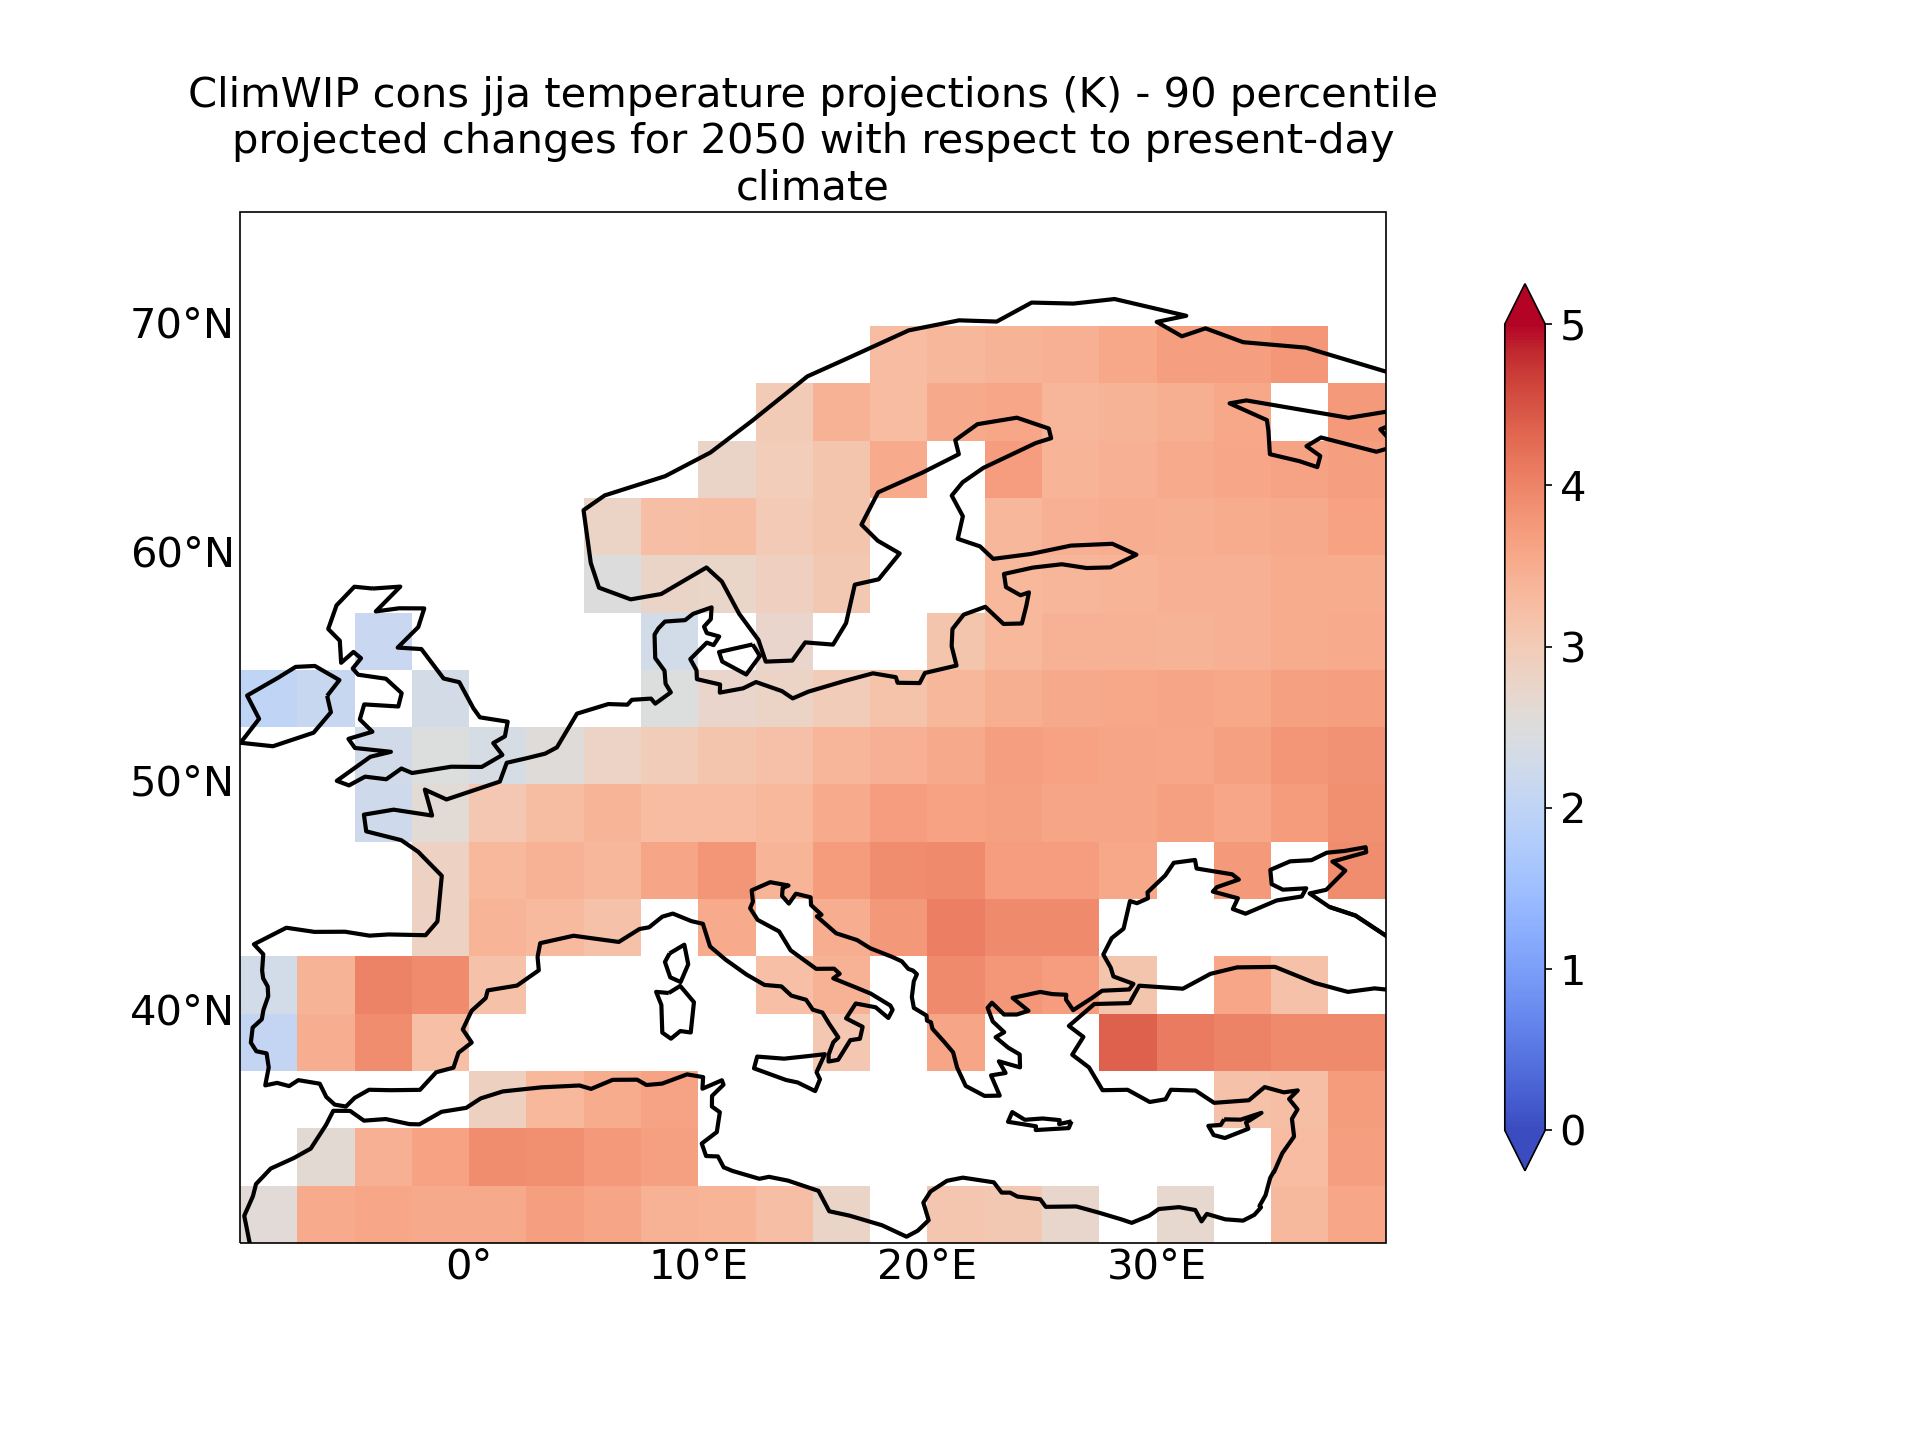 ClimWIP cons jja temperature projections (K) - 90 percentile
projected changes for 2050 with respect to present-day
climate
70°N
60°N
50°N
40°N
0°
10°E
20°E
30°E
5
4
3
2
1
0